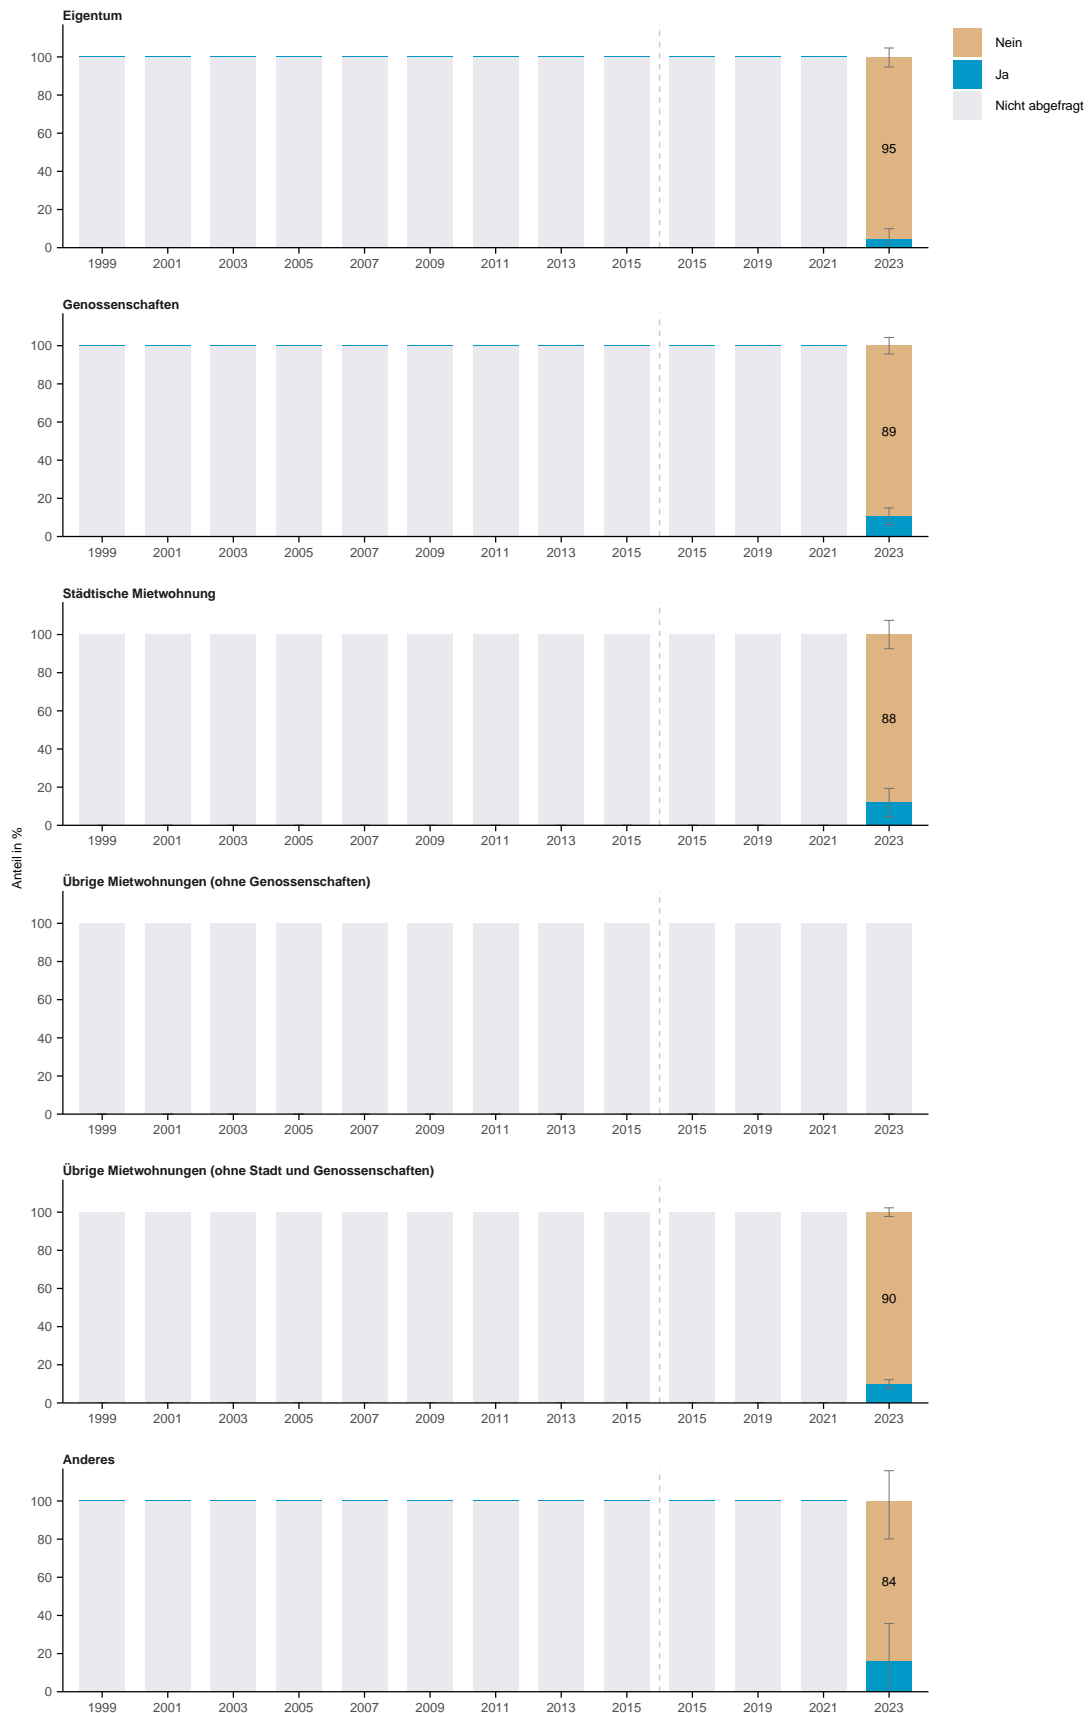 Eigentum
Nein
Ja
Nicht abgefragt
100
80
60
40
20
0
95
1999 2001 2003 2005 2007 2009 2011 2013 2015 2015 2019 2021 2023
Genossenschaften
100
80
60
40
20
0
89
1999 2001 2003 2005 2007 2009 2011 2013 2015 2015 2019 2021 2023
Städtische Mietwohnung
100
80
60
40
20
0
88
1999 2001 2003 2005 2007 2009 2011 2013 2015 2015 2019 2021 2023
Anteil in %
Übrige Mietwohnungen (ohne Genossenschaften)
100
80
60
40
20
0
1999 2001 2003 2005 2007 2009 2011 2013 2015 2015 2019 2021 2023
Übrige Mietwohnungen (ohne Stadt und Genossenschaften)
100
80
60
40
20
0
90
1999 2001 2003 2005 2007 2009 2011 2013 2015 2015 2019 2021 2023
Anderes
100
80
60
40
20
0
84
1999 2001 2003 2005 2007 2009 2011 2013 2015 2015 2019 2021 2023